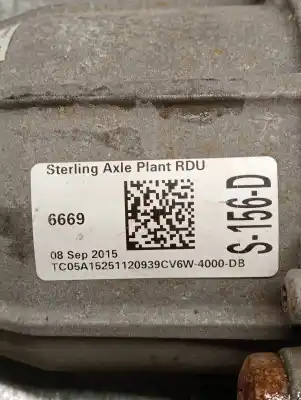 Sterling Axle Plant RDU
6669
S-156-D
08 Sep 2015
TC05A15251120939CV6W-4000-DB